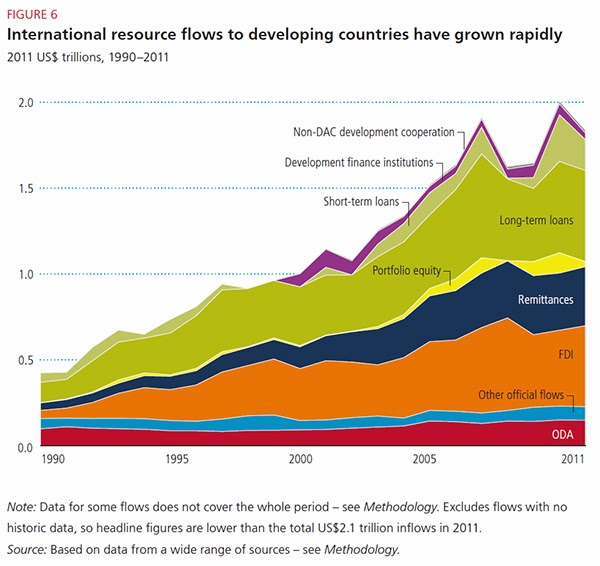 FIGURE 6
International resource flows to developing countries have grown rapidly
2011 US$ trillions, 1990–2011
2.0
Non-DAC development cooperation
Development finance institutions
1.5
Short-term loans
Long-term loans
Portfolio equity
1.0
Remittances
FDI
0.5
Other official flows
ODA
0.0
1990
1995
2000
2005
2011
Note: Data for some flows does not cover the whole period – see Methodology. Excludes flows with no
historic data, so headline figures are lower than the total US$2.1 trillion inflows in 2011.
Source: Based on data from a wide range of sources – see Methodology.